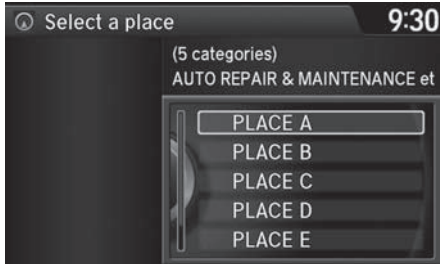 Select a place
9:30
(5 categories)
AUTO REPAIR & MAINTENANCE et
PLACE A
PLACE B
PLACE C
PLACE D
PLACE E